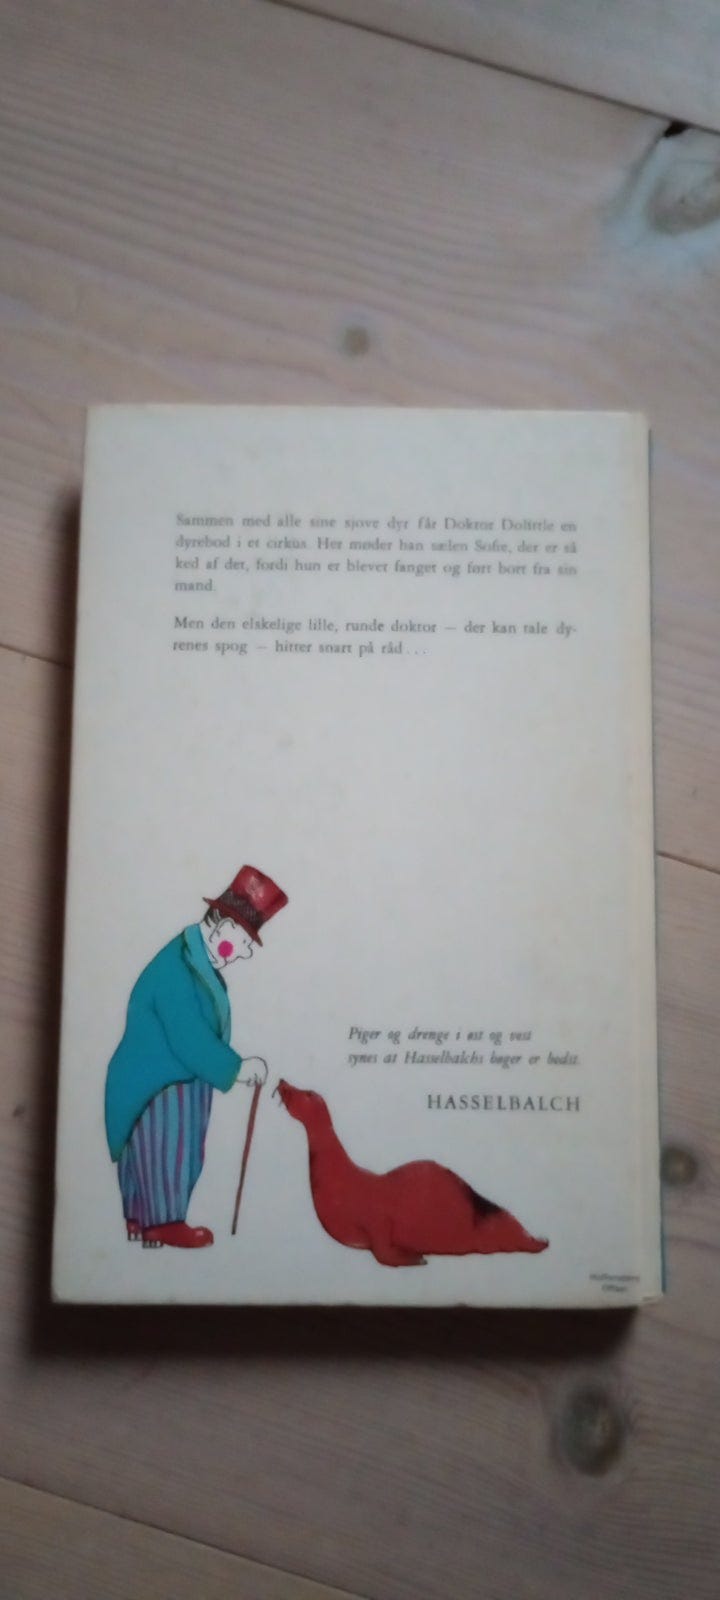 Sammen med alle sine sjove dyr får Doktor Dolittle en
dyrebod i et cirkus. Her møder han sælen Sofie, der er så
ked af det, fordi hun er blevet fanget og ført bort fra sin
mand.
Men den elskelige lille, runde doktor — der kan tale dy-
renes spog — hitter snart på råd...
Piger og drenge i øst og vest
synes at Hasselbalchs bøger er bedst.
HASSELBALCH
Offset